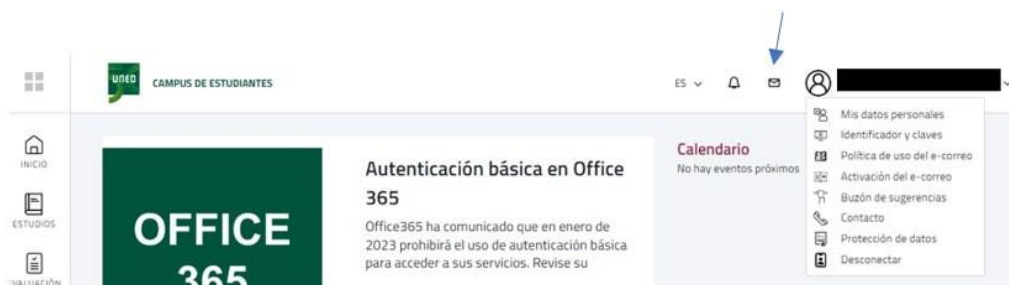 UNED
CAMPUS DE ESTUDIANTES
ES
INICIO
ESTUDIOS
EVALUACIÓN
OFFICE
365
Autenticación básica en Office
365
Office365 ha comunicado que en enero de
2023 prohibirá el uso de autenticación básica
para acceder a sus servicios. Revise su
Calendario
No hay eventos próximos
Mis datos personales
Identificador y claves
Política de uso del e-correo
Activación del e-correo
Buzón de sugerencias
Contacto
Protección de datos
Desconectar